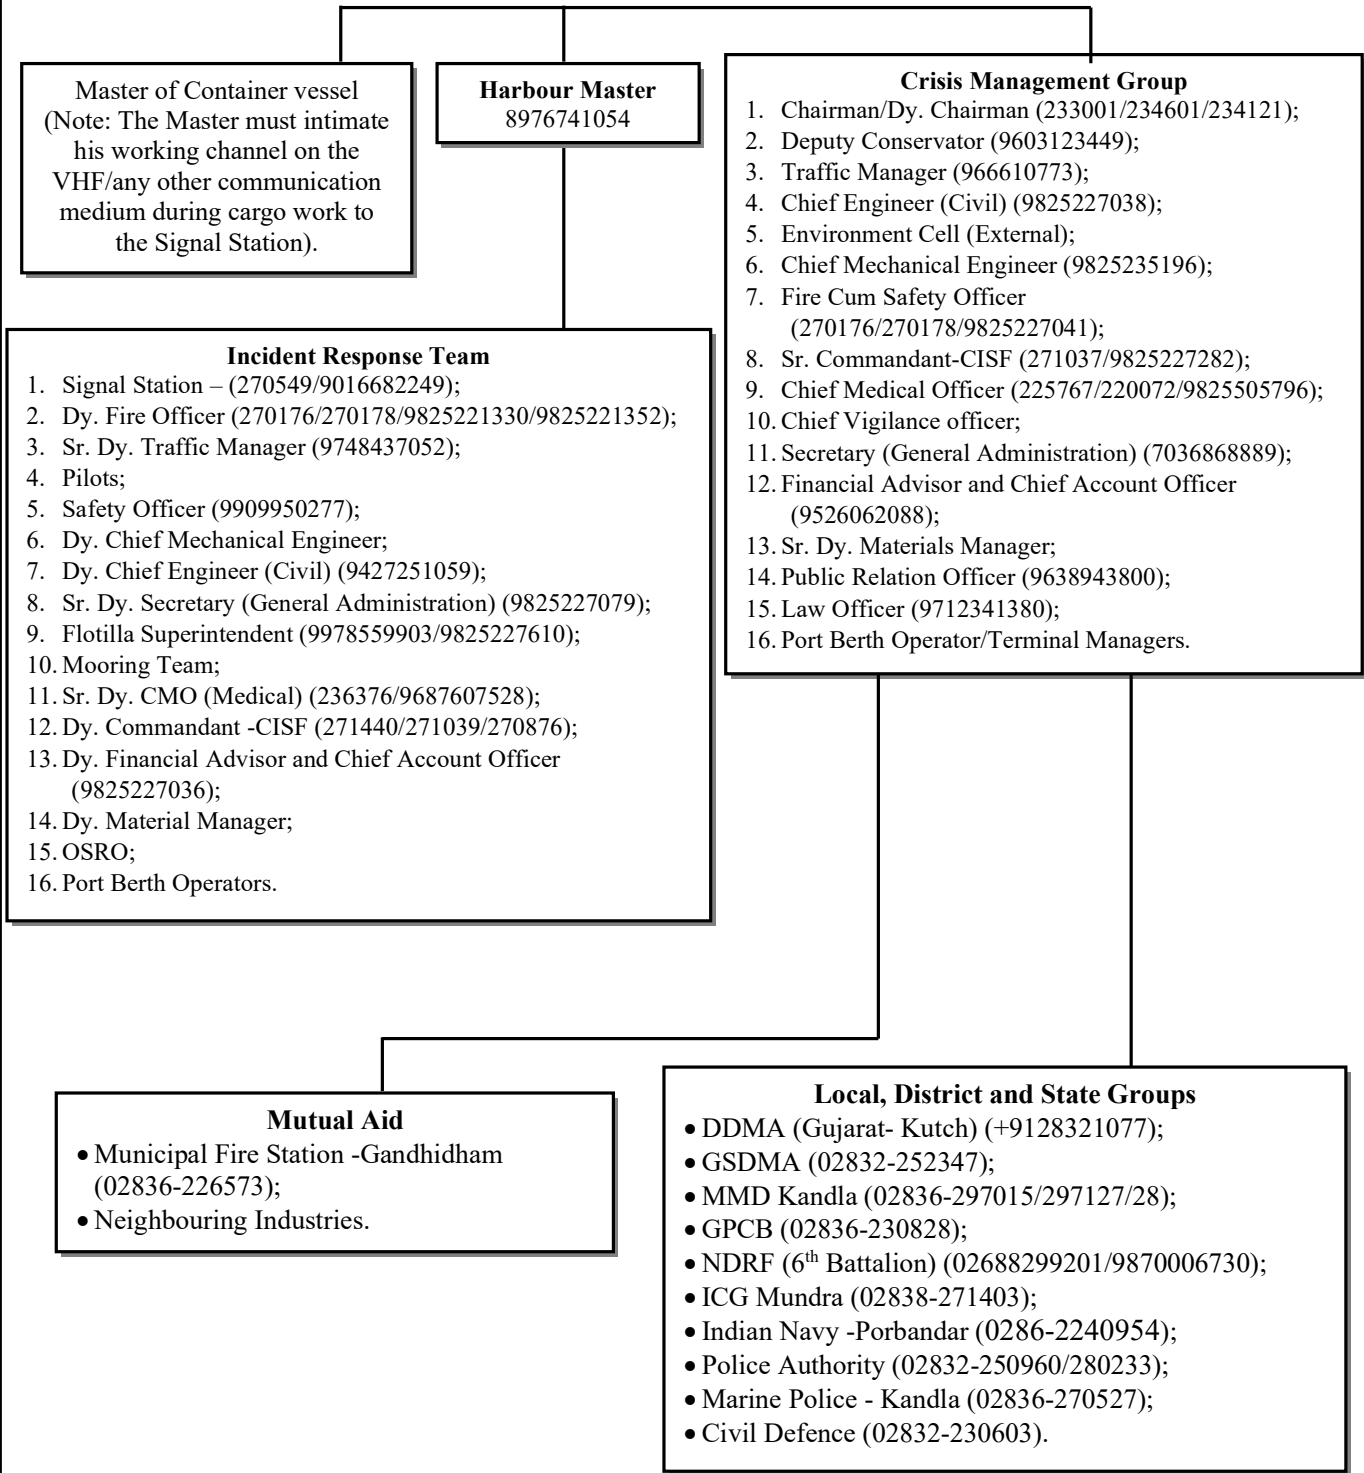 Master of Container vessel
(Note: The Master must intimate
his working channel on the
VHF/any other communication
medium during cargo work to
the Signal Station).
Harbour Master
8976741054
Crisis Management Group
1. Chairman/Dy. Chairman (233001/234601/234121);
2. Deputy Conservator (9603123449);
3. Traffic Manager (966610773);
4. Chief Engineer (Civil) (9825227038);
5. Environment Cell (External);
6. Chief Mechanical Engineer (9825235196);
7. Fire Cum Safety Officer
(270176/270178/9825227041);
8. Sr. Commandant-CISF (271037/9825227282);
9. Chief Medical Officer (225767/220072/9825505796);
10. Chief Vigilance officer;
11. Secretary (General Administration) (7036868889);
12. Financial Advisor and Chief Account Officer
(9526062088);
13. Sr. Dy. Materials Manager;
14. Public Relation Officer (9638943800);
15. Law Officer (9712341380);
16. Port Berth Operator/Terminal Managers.
Incident Response Team
1. Signal Station – (270549/9016682249);
2. Dy. Fire Officer (270176/270178/9825221330/9825221352);
3. Sr. Dy. Traffic Manager (9748437052);
4. Pilots;
5. Safety Officer (9909950277);
6. Dy. Chief Mechanical Engineer;
7. Dy. Chief Engineer (Civil) (9427251059);
8. Sr. Dy. Secretary (General Administration) (9825227079);
9. Flotilla Superintendent (9978559903/9825227610);
10. Mooring Team;
11. Sr. Dy. CMO (Medical) (236376/9687607528);
12. Dy. Commandant -CISF (271440/271039/270876);
13. Dy. Financial Advisor and Chief Account Officer
(9825227036);
14. Dy. Material Manager;
15. OSRO;
16. Port Berth Operators.
Mutual Aid
• Municipal Fire Station -Gandhidham
(02836-226573);
• Neighbouring Industries.
Local, District and State Groups
• DDMA (Gujarat- Kutch) (+9128321077);
• GSDMA (02832-252347);
• MMD Kandla (02836-297015/297127/28);
• GPCB (02836-230828);
• NDRF (6th Battalion) (02688299201/9870006730);
• ICG Mundra (02838-271403);
• Indian Navy -Porbandar (0286-2240954);
• Police Authority (02832-250960/280233);
• Marine Police - Kandla (02836-270527);
• Civil Defence (02832-230603).